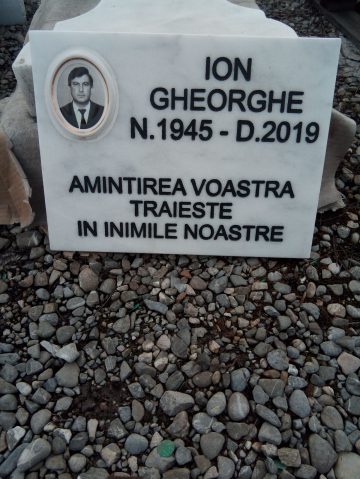 ION
GHEORGHE
N.1945 - D.2019
AMINTIREA VOASTRA
TRAIESTE
IN INIMILE NOASTRE